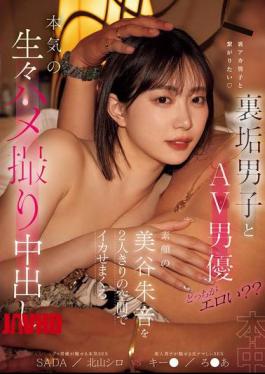 裏アカ男子と
繋がりたい♡
裏垢男子と
AV男優
どっちがエロい??
本気の
生々ハメ撮り中出し
素顔の
美谷朱音を
2人きりの空間で
イカせまくる
SADA / 北山シロ VS キー●/ ろ●あ
本中